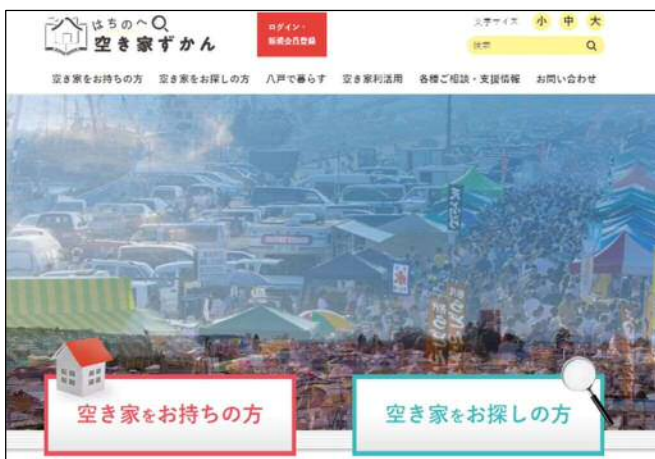 はちのへ
空き家ずかん
ログイン・
新規会員登録
文字サイズ 小 中 大
検索
空き家をお持ちの方 空き家をお探しの方 八戸で暮らす 空き家利活用 各種ご相談・支援情報 お問い合わせ
空き家をお持ちの方
空き家をお探しの方